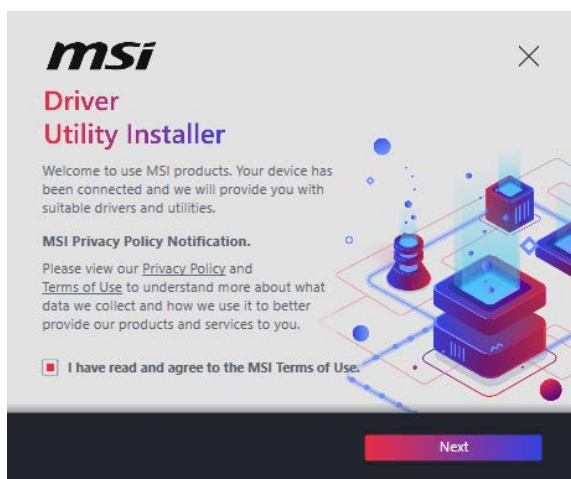 msi
Driver
Utility Installer
Welcome to use MSI products. Your device has
been connected and we will provide you with
suitable drivers and utilities.
MSI Privacy Policy Notification.
Please view our Privacy Policy and
Terms of Use to understand more about what
data we collect and how we use it to better
provide our products and services to you.
I have read and agree to the MSI Terms of Use.
Next